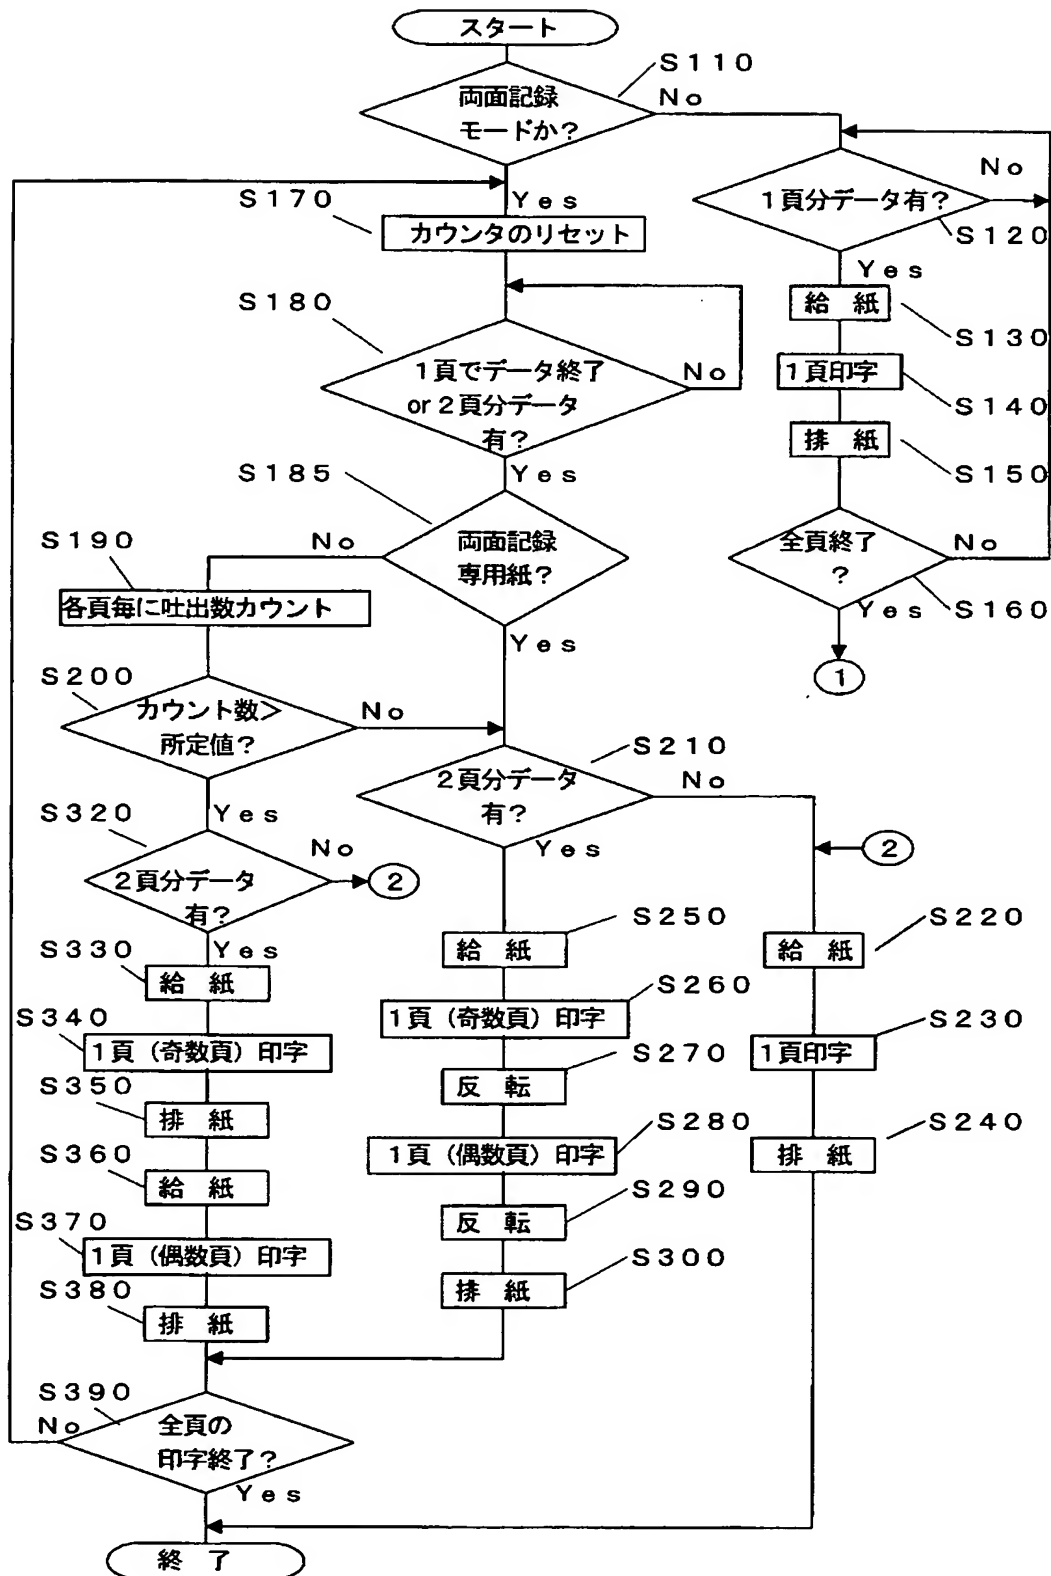 スタート
S110
両面記録
モードか?
No
No
S170
Yes
1頁分データ有?
カウンタのリセット
S120
Yes
S180
給 紙
S130
1頁でデータ終了
or 2頁分データ
有?
No
1頁印字
S140
排 紙
S150
S185
Yes
S190
No
両面記録
専用紙?
全頁終了
?
No
各頁毎に吐出数カウント
Yes
S160
Yes
S200
1
カウント数>
所定値?
No
S210
2頁分データ
有?
No
S320
Yes
No
Yes
2
2頁分データ
有?
2
S250
S220
S330
Yes
給 紙
給 紙
給 紙
S260
S340
1頁(奇数頁)印字
S230
1頁(奇数頁)印字
S270
1頁印字
S350
反 転
排 紙
S280
S240
S360
1頁(偶数頁)印字
排 紙
給 紙
S290
S370
反 転
1頁(偶数頁)印字
S300
S380
排 紙
排 紙
S390
No
全頁の
印字終了?
Yes
終 了